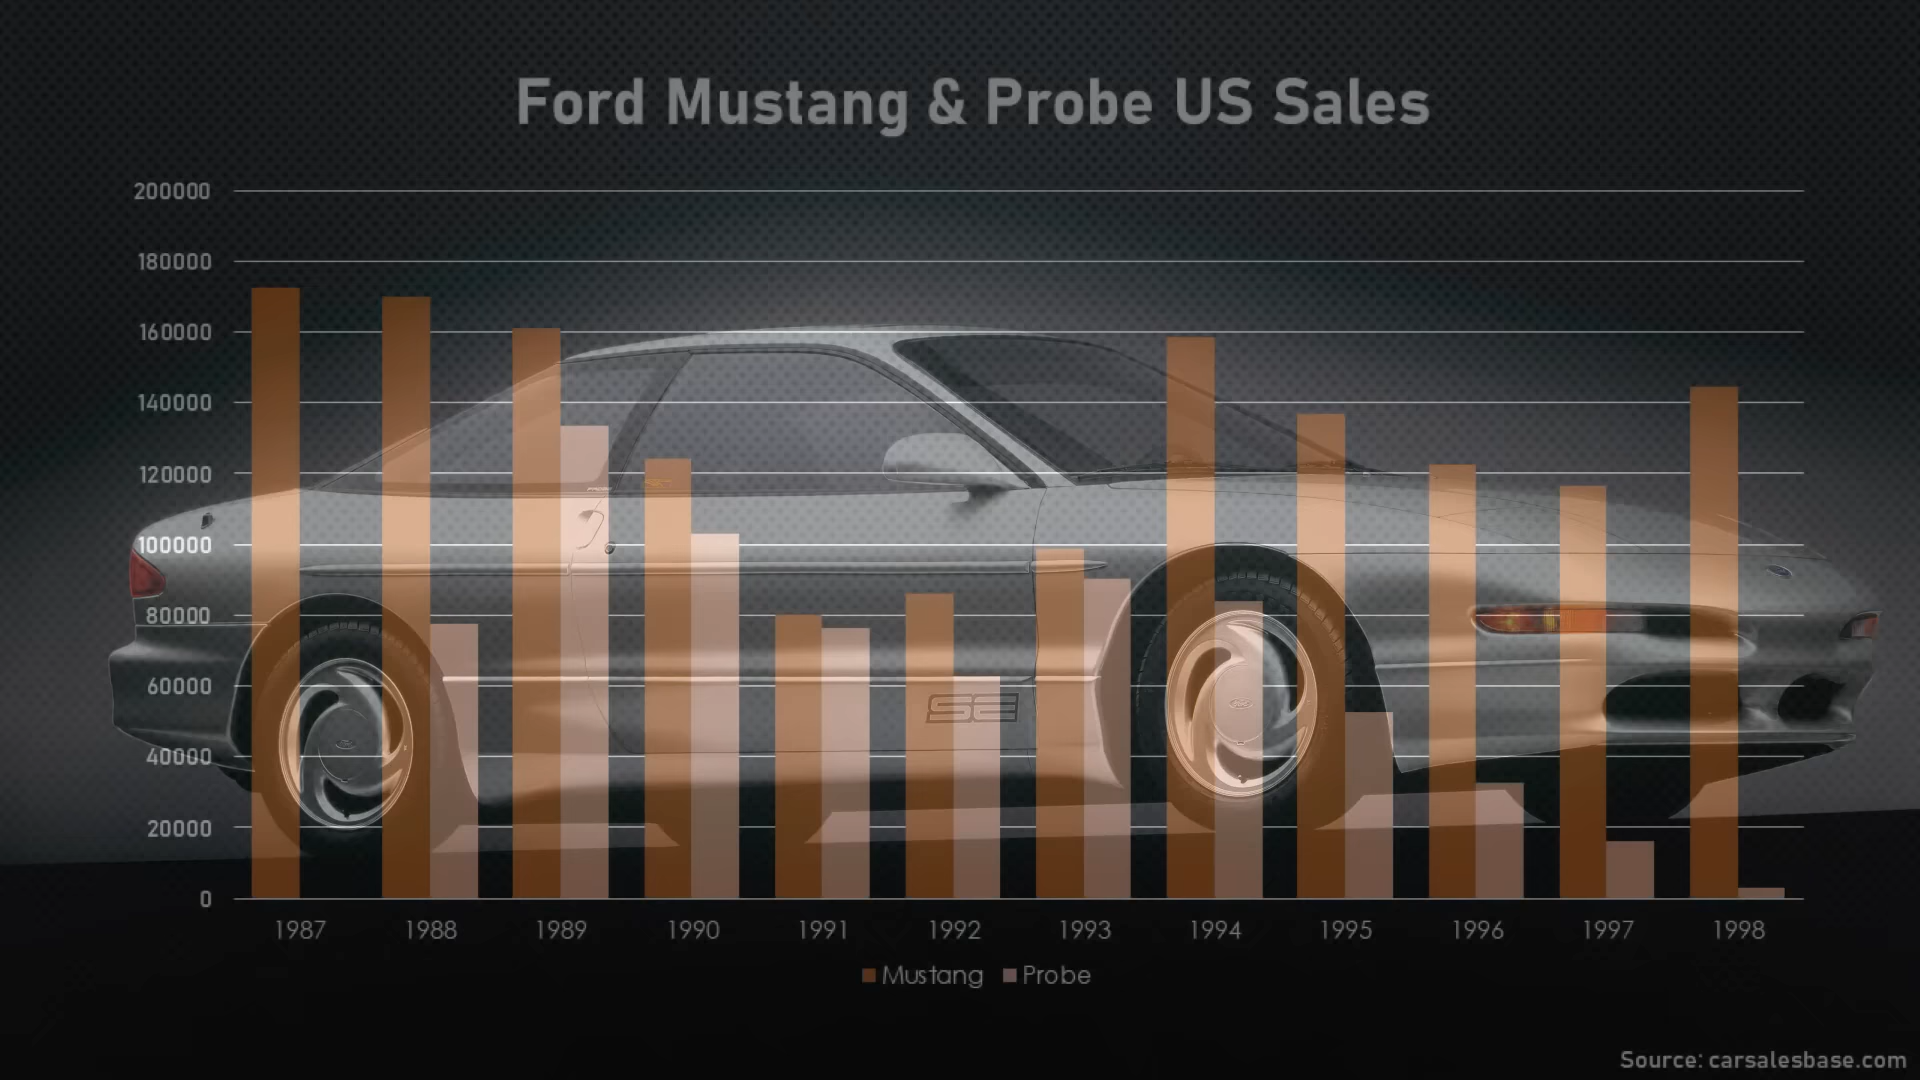 Ford Mustang & Probe US Sales
200000
180000
160000
140000
120000
100000
80000
60000
40000
20000
0
SE
1987 1988 1989 1990 1991 1992 1993 1994 1995 1996 1997 1998
Mustang Probe
Source: carsalesbase.com